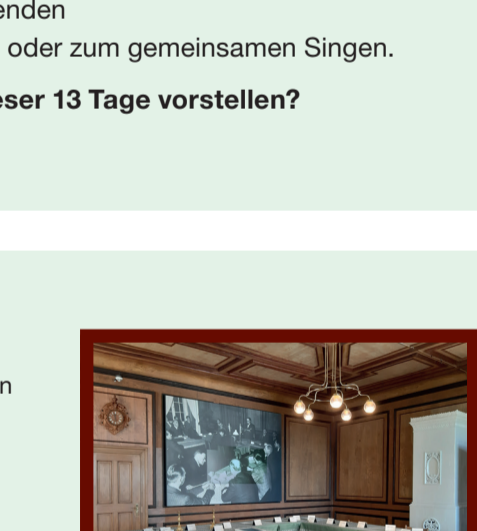 enden
oder zum gemeinsamen Singen.
eser 13 Tage vorstellen?
n